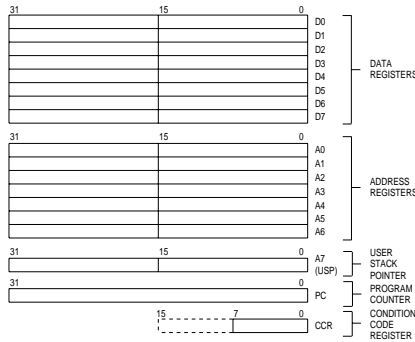 31 15 0
D0
D1
D2
D3
D4
D5
D6
D7
DATA
REGISTERS
31 15 0
A0
A1
A2
A3
A4
A5
A6
ADDRESS
REGISTERS
31 15 0
A7
(USP)
USER
STACK
POINTER
31 0
PC
PROGRAM
COUNTER
15 7 0
CCR
CONDITION
CODE
REGISTER